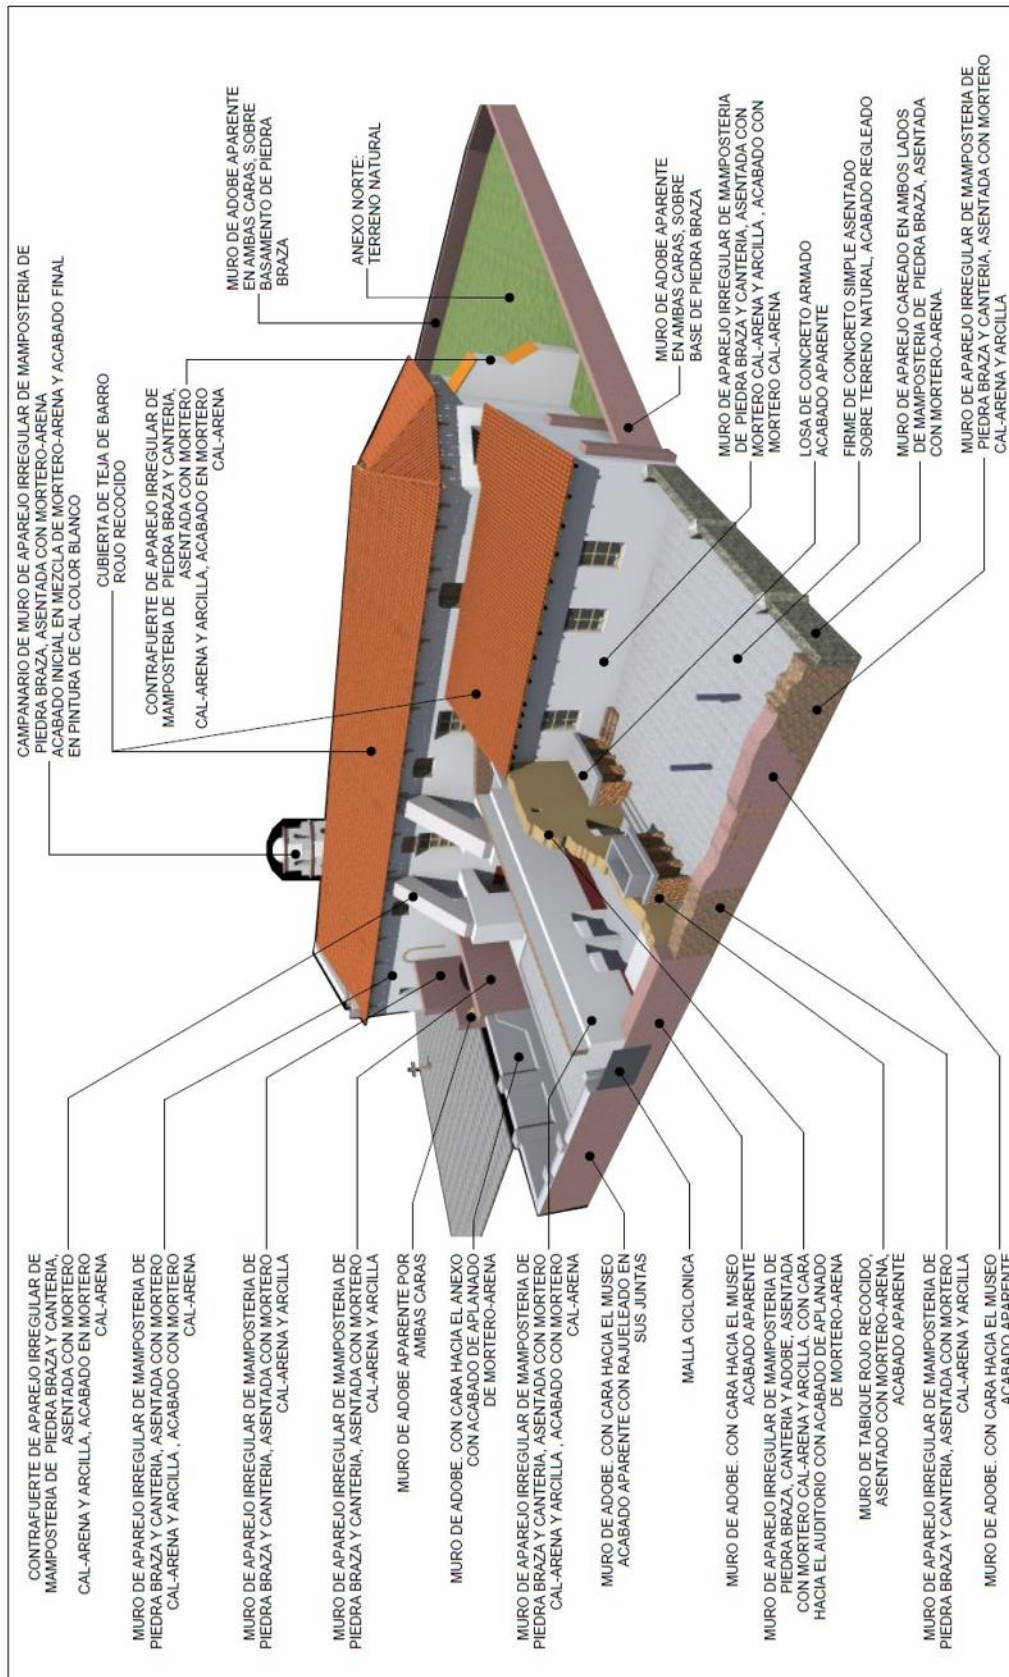 CAMPANARIO DE MURO DE APAREJO IRREGULAR DE MAMPOSTERIA DE
PIEDRA BRAZA, ASENTADA CON MORTERO-ARENA
ACABADO INICIAL EN MEZCLA DE MORTERO-ARENA Y ACABADO FINAL
EN PINTURA DE CAL COLOR BLANCO
CUBIERTA DE TEJA DE BARRO
ROJO RECOCIDO
CONTRAFUERTE DE APAREJO IRREGULAR DE
MAMPOSTERIA DE PIEDRA BRAZA Y CANTERIA,
ASENTADA CON MORTERO
CAL-ARENA Y ARCILLA, ACABADO EN MORTERO
CAL-ARENA
MURO DE ADOBE APARENTE
EN AMBAS CARAS, SOBRE
BASAMENTO DE PIEDRA
BRAZA
ANEXO NORTE:
TERRENO NATURAL
MURO DE ADOBE APARENTE
EN AMBAS CARAS, SOBRE
BASE DE PIEDRA BRAZA
MURO DE APAREJO IRREGULAR DE MAMPOSTERIA
DE PIEDRA BRAZA Y CANTERIA, ASENTADA CON
MORTERO CAL-ARENA Y ARCILLA , ACABADO CON
MORTERO CAL-ARENA
LOSA DE CONCRETO ARMADO
ACABADO APARENTE
FIRME DE CONCRETO SIMPLE ASENTADO
SOBRE TERRENO NATURAL, ACABADO REGLEADO
MURO DE APAREJO CAREADO EN AMBOS LADOS
DE MAMPOSTERIA DE PIEDRA BRAZA, ASENTADA
CON MORTERO-ARENA.
MURO DE APAREJO IRREGULAR DE MAMPOSTERIA DE
PIEDRA BRAZA Y CANTERIA, ASENTADA CON MORTERO
CAL-ARENA Y ARCILLA
CONTRAFUERTE DE APAREJO IRREGULAR DE
MAMPOSTERIA DE PIEDRA BRAZA Y CANTERIA,
ASENTADA CON MORTERO
CAL-ARENA Y ARCILLA, ACABADO EN MORTERO
CAL-ARENA
MURO DE APAREJO IRREGULAR DE MAMPOSTERIA DE
PIEDRA BRAZA Y CANTERIA, ASENTADA CON MORTERO
CAL-ARENA Y ARCILLA , ACABADO CON MORTERO
CAL-ARENA
MURO DE APAREJO IRREGULAR DE MAMPOSTERIA DE
PIEDRA BRAZA Y CANTERIA, ASENTADA CON MORTERO
CAL-ARENA Y ARCILLA
MURO DE APAREJO IRREGULAR DE MAMPOSTERIA DE
PIEDRA BRAZA Y CANTERIA, ASENTADA CON MORTERO
CAL-ARENA Y ARCILLA
MURO DE ADOBE APARENTE POR
AMBAS CARAS
MURO DE ADOBE. CON CARA HACIA EL ANEXO
CON ACABADO DE APLANADO
DE MORTERO-ARENA
MURO DE APAREJO IRREGULAR DE MAMPOSTERIA DE
PIEDRA BRAZA Y CANTERIA, ASENTADA CON MORTERO
CAL-ARENA Y ARCILLA , ACABADO CON MORTERO
CAL-ARENA
MURO DE ADOBE. CON CARA HACIA EL MUSEO
ACABADO APARENTE CON RAJUELEADO EN
SUS JUNTAS
MALLA CICLONICA
MURO DE ADOBE. CON CARA HACIA EL MUSEO
ACABADO APARENTE
MURO DE APAREJO IRREGULAR DE MAMPOSTERIA DE
PIEDRA BRAZA, CANTERIA Y ADOBE, ASENTADA
CON MORTERO CAL-ARENA Y ARCILLA. CON CARA
HACIA EL AUDITORIO CON ACABADO DE APLANADO
DE MORTERO-ARENA
MURO DE TABIQUE ROJO RECOCIDO,
ASENTADO CON MORTERO-ARENA,
ACABADO APARENTE
MURO DE APAREJO IRREGULAR DE MAMPOSTERIA DE
PIEDRA BRAZA Y CANTERIA, ASENTADA CON MORTERO
CAL-ARENA Y ARCILLA
MURO DE ADOBE. CON CARA HACIA EL MUSEO
ACABADO APARENTE